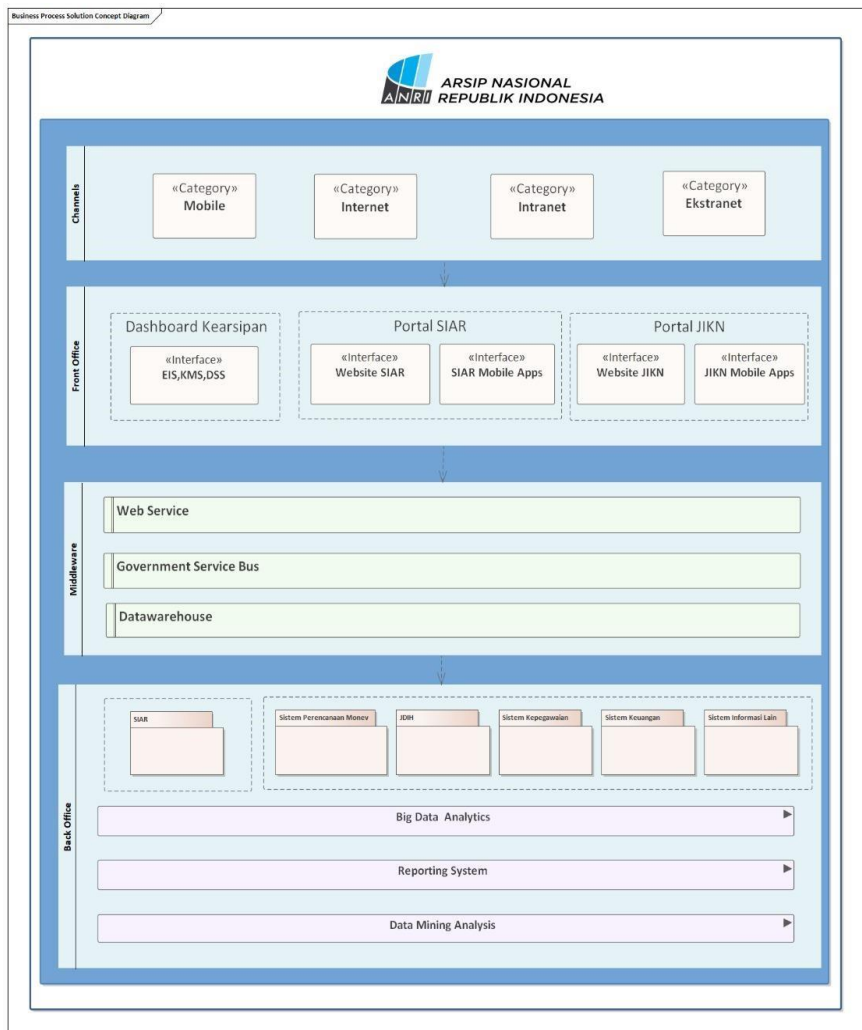 Business Process Solution Concept Diagram
ANRI
ARSIP NASIONAL
REPUBLIK INDONESIA
Channels
«Category»
Mobile
«Category»
Internet
«Category»
Intranet
«Category»
Ekstranet
Front Office
Dashboard Kearsipan
«Interface»
EIS,KMS,DSS
Portal SIAR
«Interface»
Website SIAR
«Interface»
SIAR Mobile Apps
Portal JIKN
«Interface»
Website JIKN
«Interface»
JIKN Mobile Apps
Middleware
Web Service
Government Service Bus
Datawarehouse
Back Office
SIAR
Sistem Perencanaan Monev
JDIH
Sistem Kepegawaian
Sistem Keuangan
Sistem Informasi Lain
Big Data Analytics
Reporting System
Data Mining Analysis